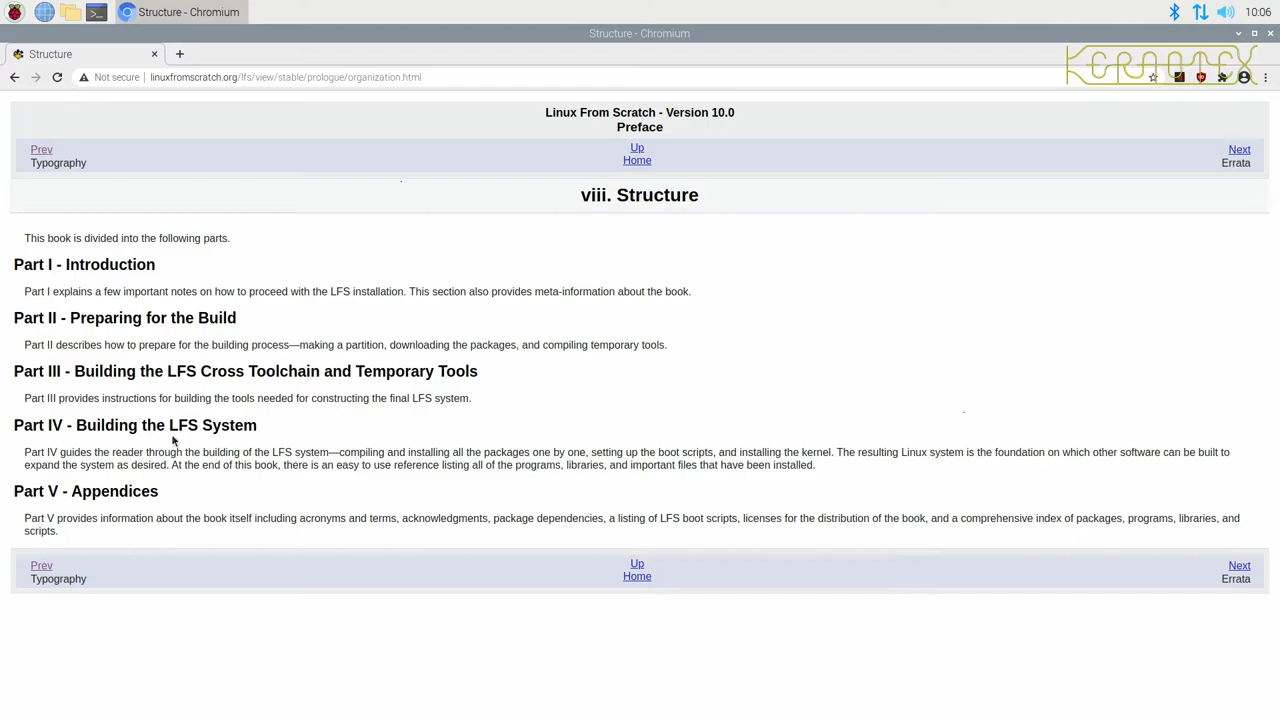 Structure - Chromium
10:06
Structure - Chromium
Structure
Not secure
linuxfromscratch.org/lfs/view/stable/prologue/organization.html
KERNOTEX
Linux From Scratch - Version 10.0
Preface
Prev
Up
Next
Typography
Home
Errata
viii. Structure
This book is divided into the following parts.
Part I - Introduction
Part I explains a few important notes on how to proceed with the LFS installation. This section also provides meta-information about the book.
Part II - Preparing for the Build
Part II describes how to prepare for the building process—making a partition, downloading the packages, and compiling temporary tools.
Part III - Building the LFS Cross Toolchain and Temporary Tools
Part III provides instructions for building the tools needed for constructing the final LFS system.
Part IV - Building the LFS System
Part IV guides the reader through the building of the LFS system—compiling and installing all the packages one by one, setting up the boot scripts, and installing the kernel. The resulting Linux system is the foundation on which other software can be built to
expand the system as desired. At the end of this book, there is an easy to use reference listing all of the programs, libraries, and important files that have been installed.
Part V - Appendices
Part V provides information about the book itself including acronyms and terms, acknowledgments, package dependencies, a listing of LFS boot scripts, licenses for the distribution of the book, and a comprehensive index of packages, programs, libraries, and
scripts.
Prev
Up
Next
Typography
Home
Errata